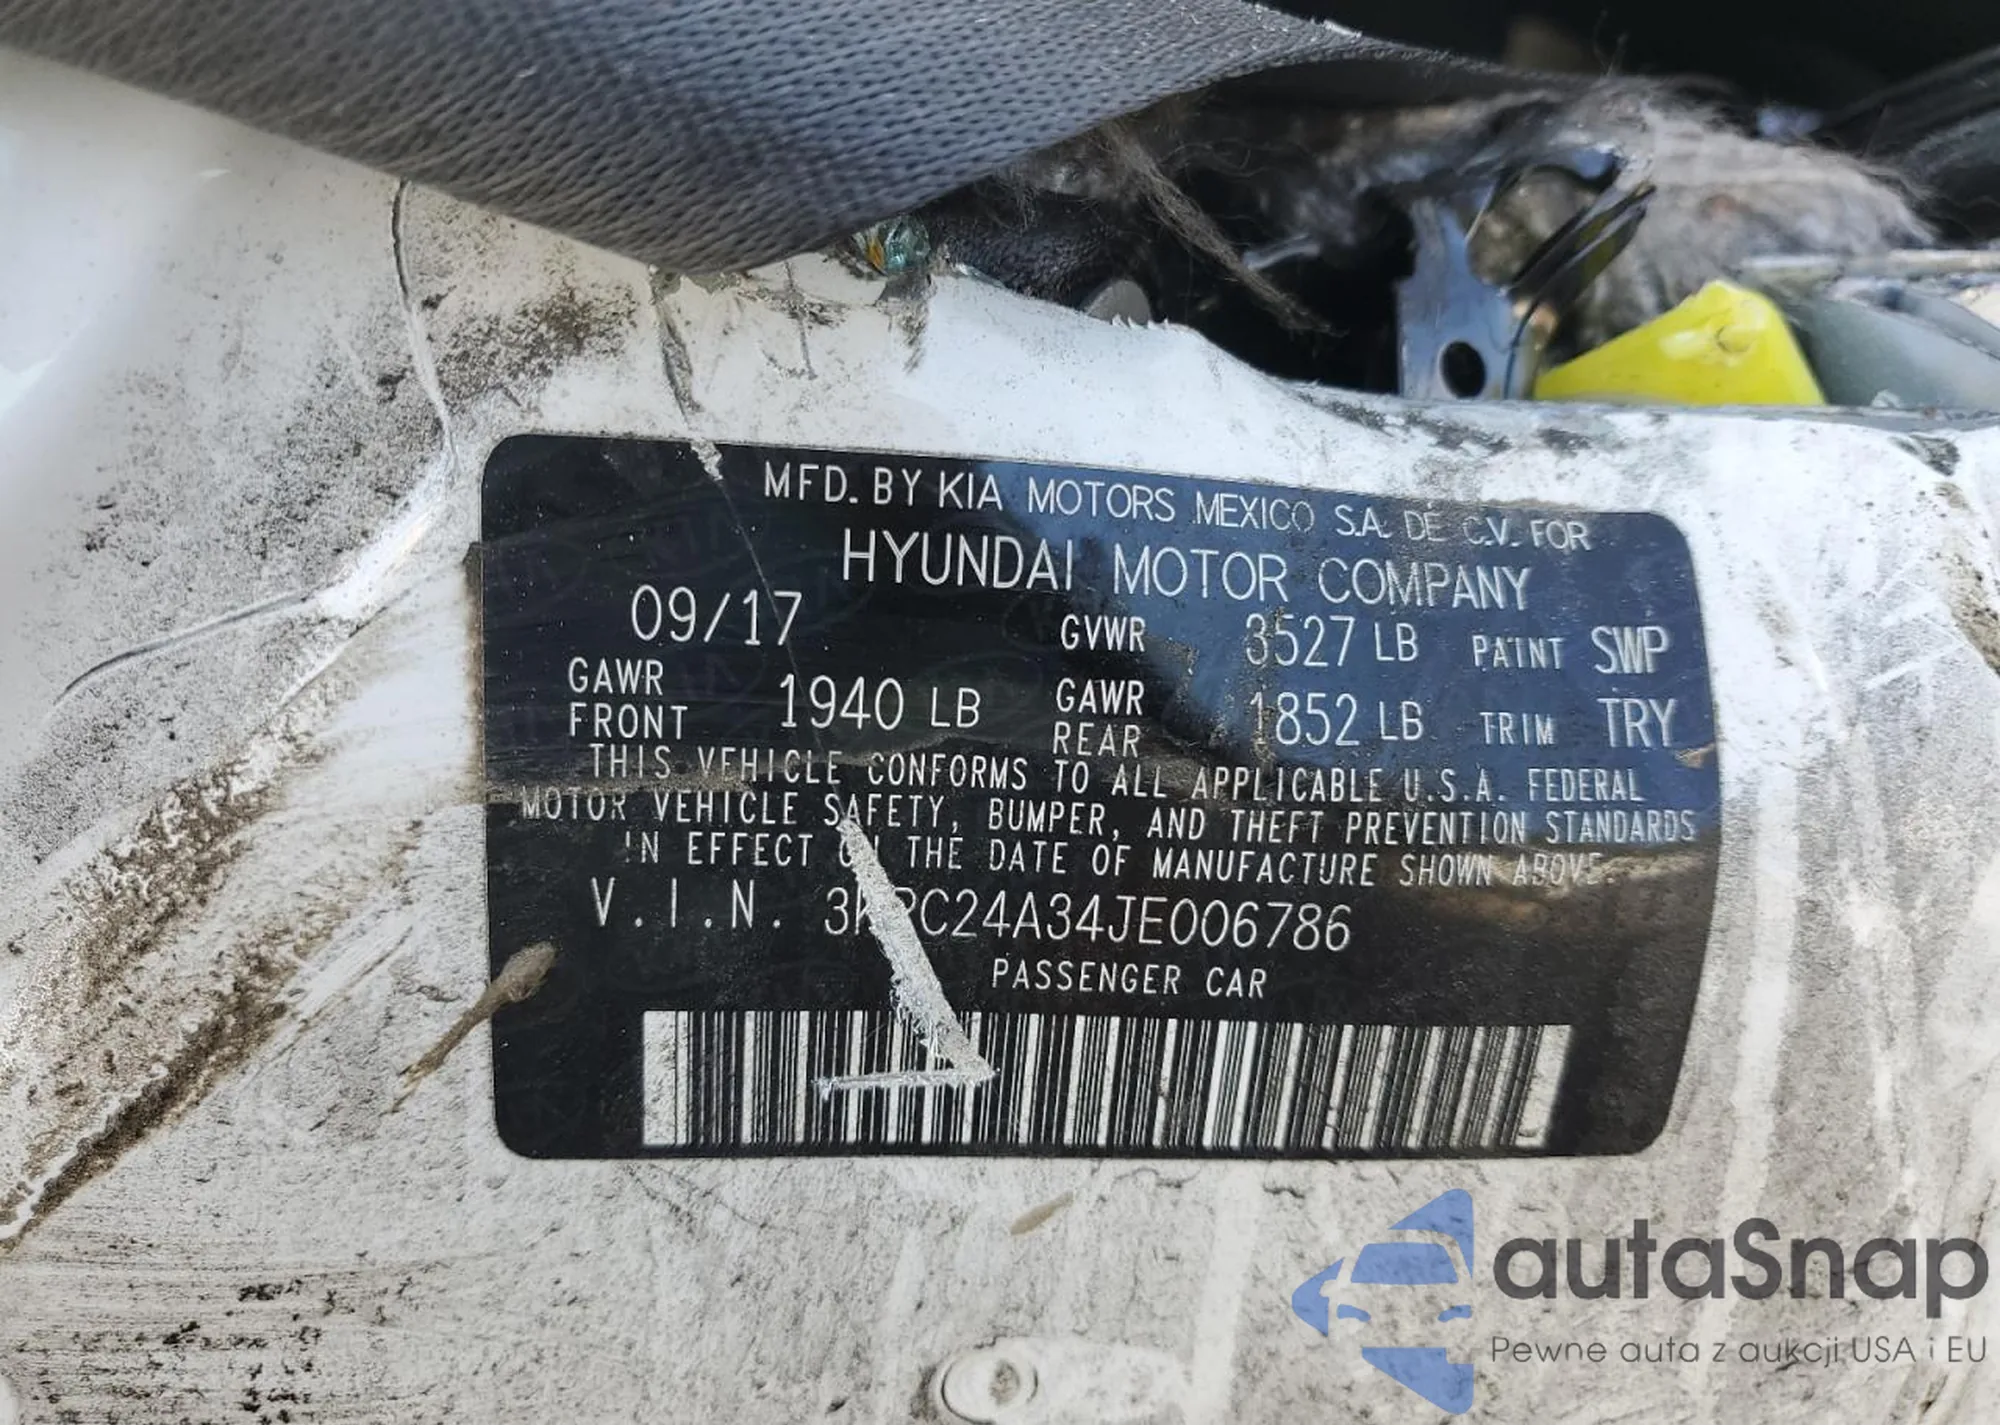 MFD. BY KIA MOTORS MEXICO S.A. DE C.V. FOR
HYUNDAI MOTOR COMPANY
09/17 GVWR 3527 LB PAINT SWP
GAWR FRONT 1940 LB GAWR REAR 1852 LB TRIM TRY
THIS VEHICLE CONFORMS TO ALL APPLICABLE U.S.A. FEDERAL
MOTOR VEHICLE SAFETY, BUMPER, AND THEFT PREVENTION STANDARDS
IN EFFECT ON THE DATE OF MANUFACTURE SHOWN ABOVE.
V.I.N.
PASSENGER CAR
autaSnap
Pewne auta z aukcji USA i EU